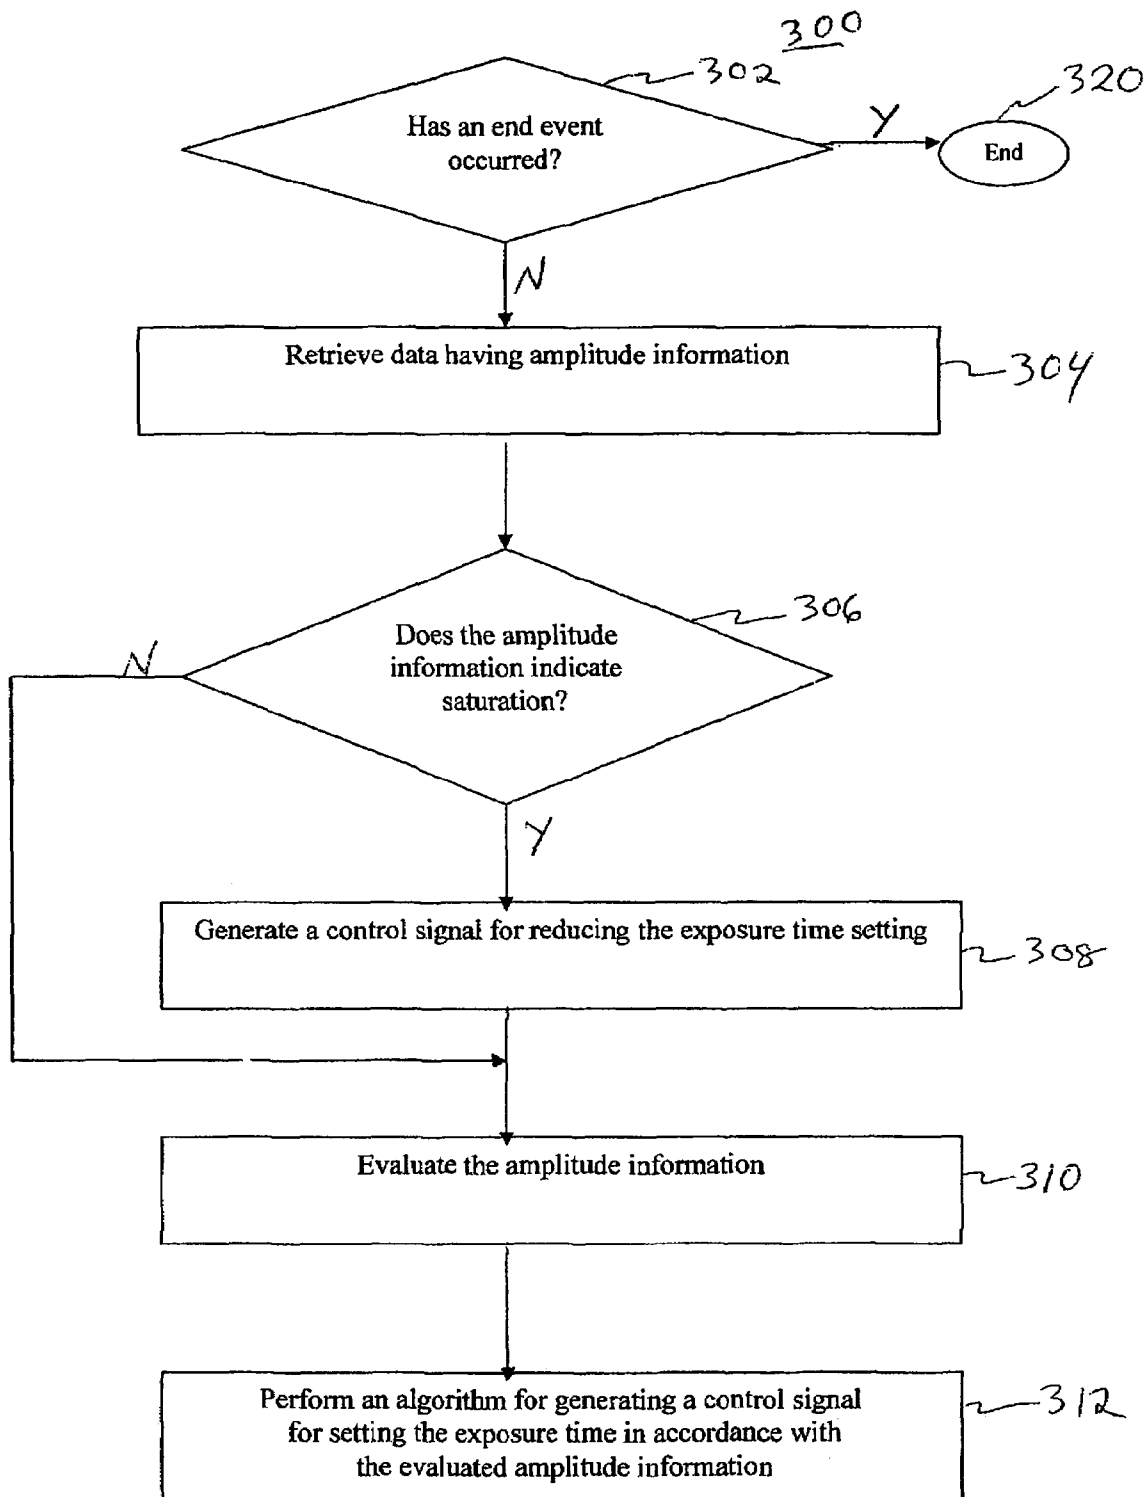 300
302
Has an end event
occurred?
Y
320
End
N
Retrieve data having amplitude information
304
306
Does the amplitude
information indicate
saturation?
N
Y
Generate a control signal for reducing the exposure time setting
308
Evaluate the amplitude information
310
Perform an algorithm for generating a control signal
for setting the exposure time in accordance with
the evaluated amplitude information
312